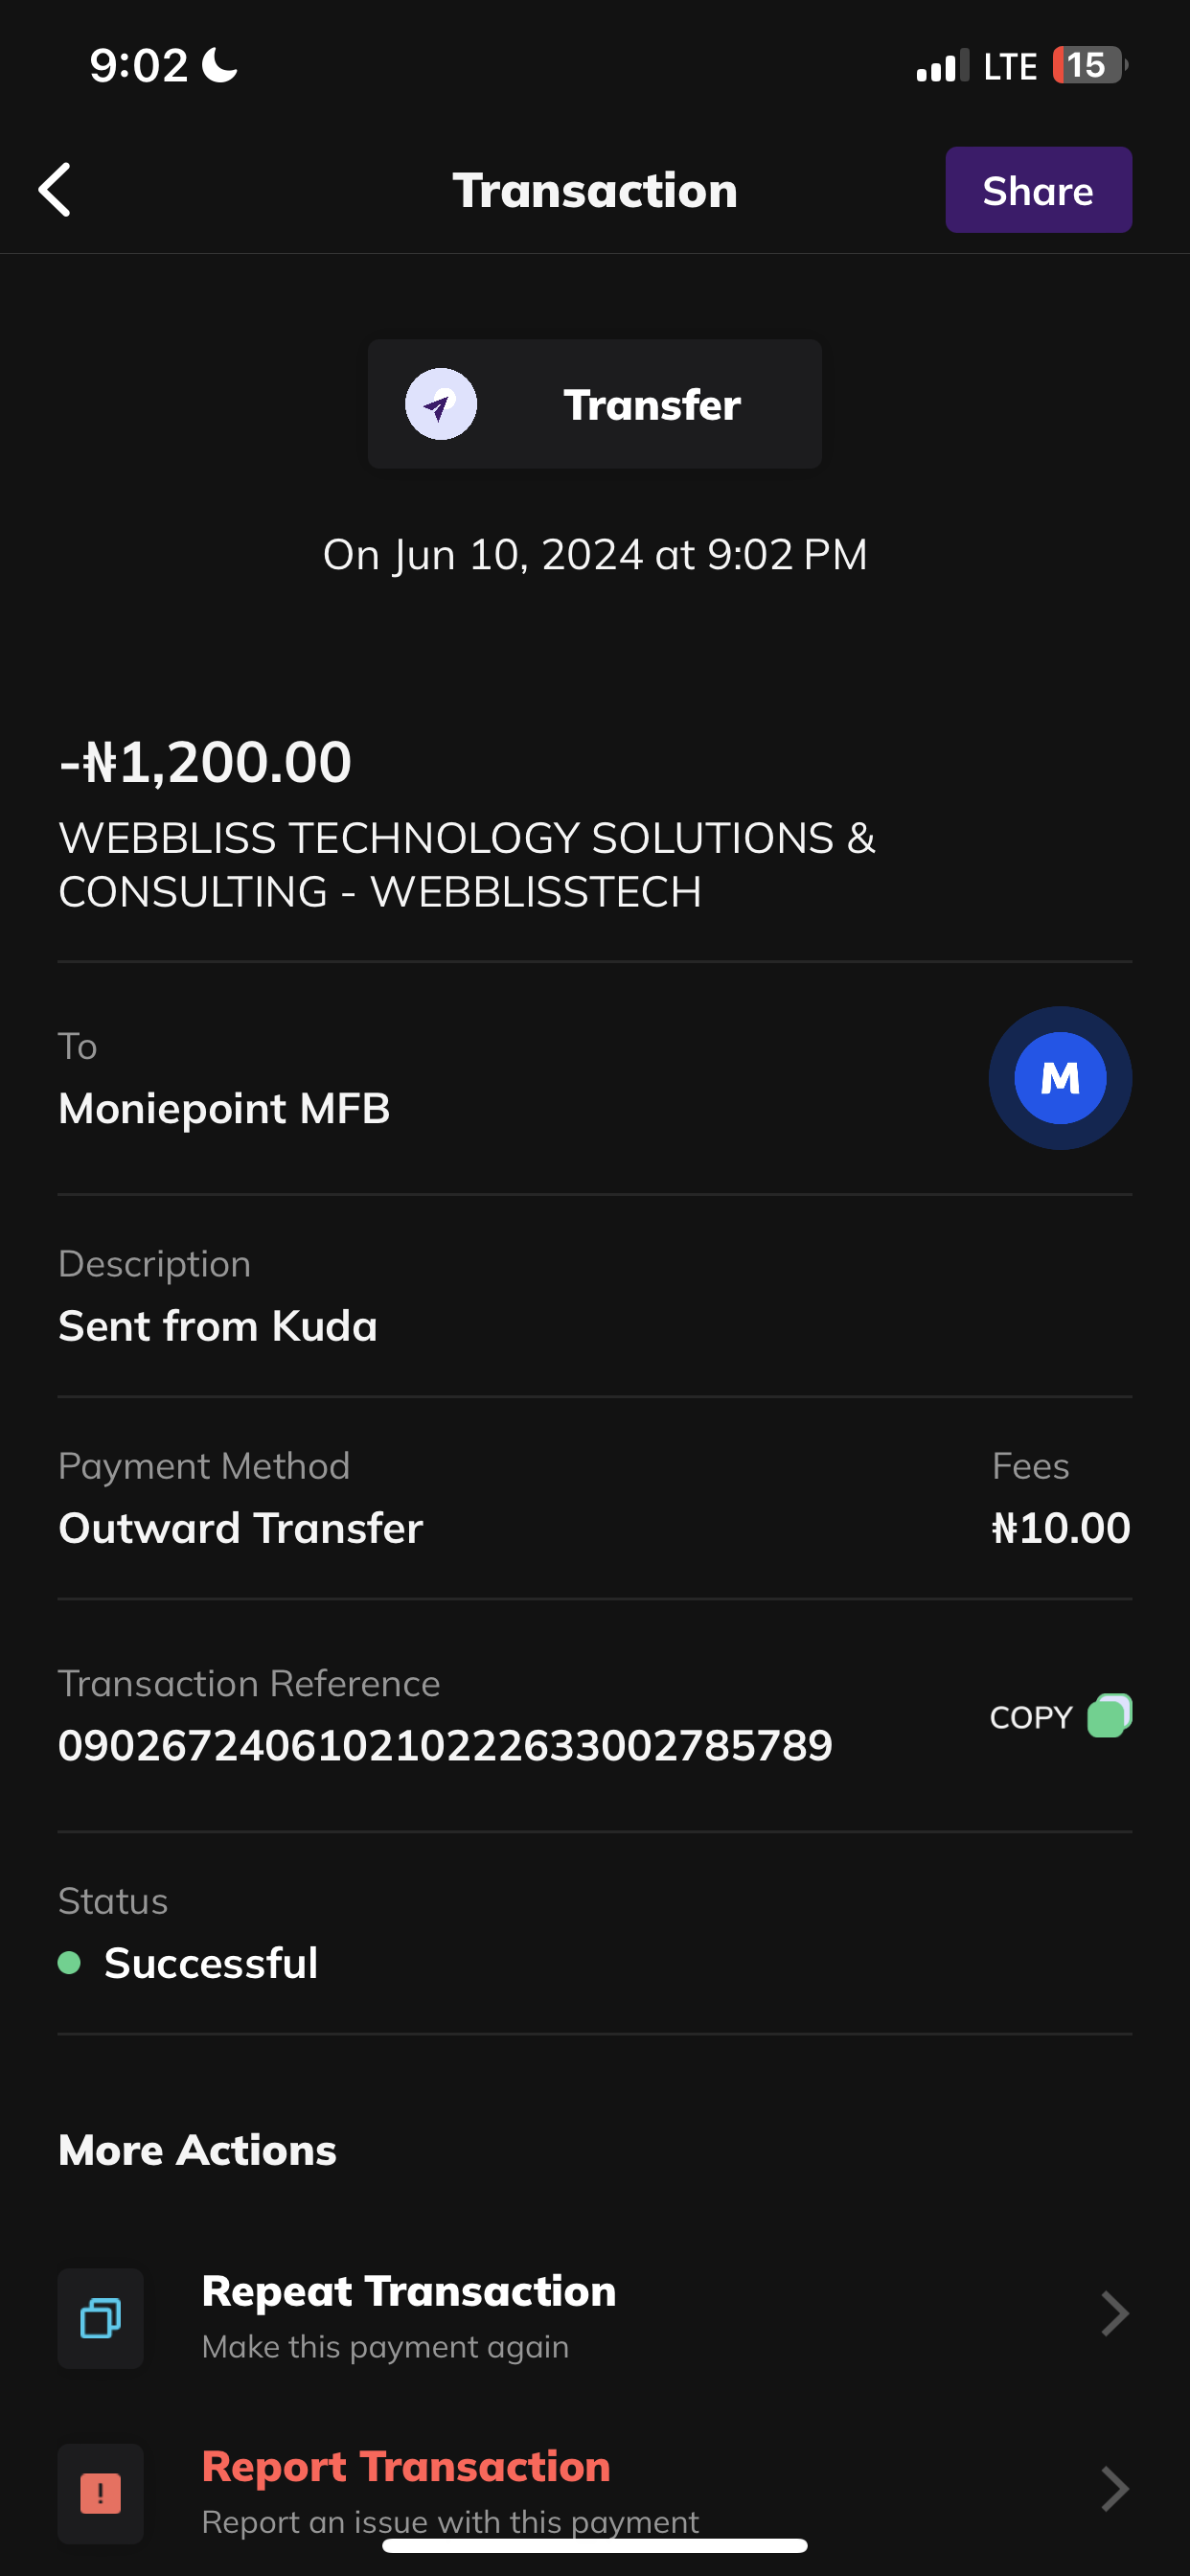 9:02
LTE 15
Transaction
Share
Transfer
On Jun 10, 2024 at 9:02 PM
-₦1,200.00
WEBBLISS TECHNOLOGY SOLUTIONS &
CONSULTING - WEBBLISSTECH
To
Moniepoint MFB
M
Description
Sent from Kuda
Payment Method
Fees
Outward Transfer
₦10.00
Transaction Reference
090267240610210222633002785789
COPY
Status
Successful
More Actions
Repeat Transaction
Make this payment again
Report Transaction
Report an issue with this payment